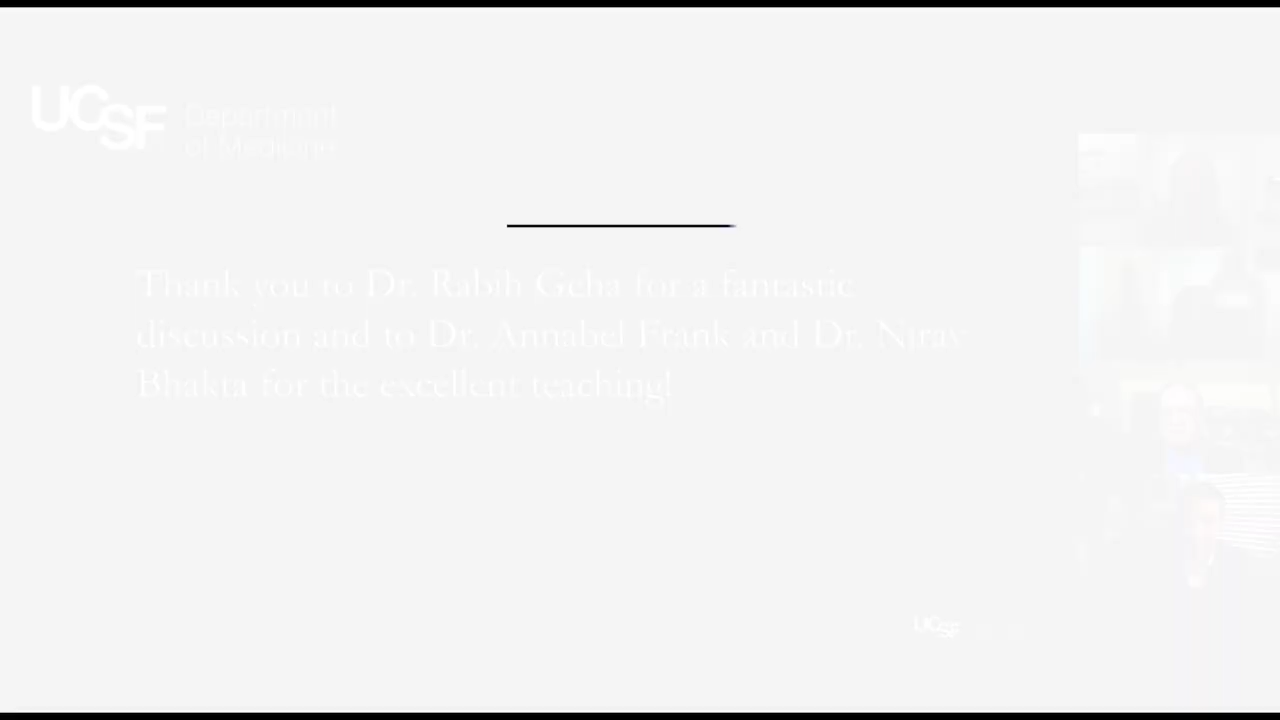 UCSF Department
of Medicine
Thank you to Dr. Rabih Geha for a fantastic
discussion and to Dr. Annabel Frank and Dr. Nirav
Bhakta for the excellent teaching!
UCSF